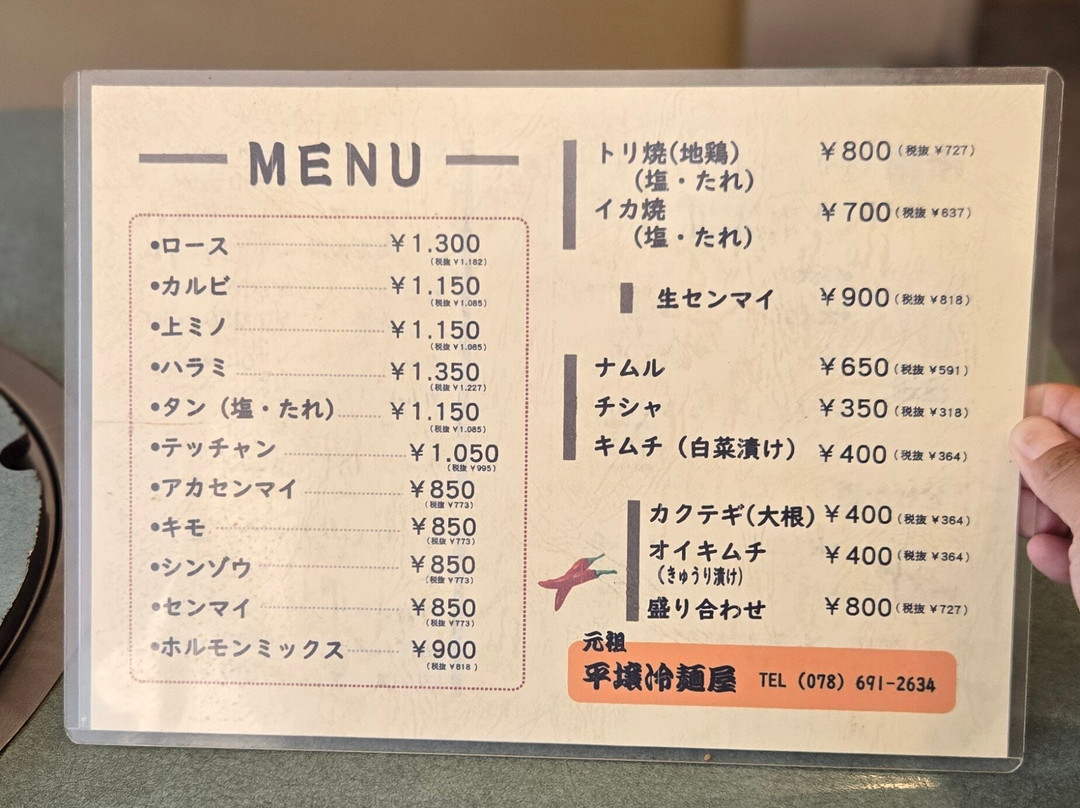 MENU
•ロース ¥1.300
(税抜 ¥1.182)
•カルビ ¥1.150
(税抜 ¥1.085)
•上ミノ ¥1.150
(税抜 ¥1.085)
•ハラミ ¥1.350
(税抜 ¥1.227)
•タン（塩・たれ） ¥1.150
(税抜 ¥1.085)
•テッチャン ¥1.050
(税抜 ¥995)
•アカセンマイ ¥850
(税抜 ¥773)
•キモ ¥850
(税抜 ¥773)
•シンゾウ ¥850
(税抜 ¥773)
•センマイ ¥850
(税抜 ¥773)
•ホルモンミックス ¥900
(税抜 ¥818)
トリ焼(地鶏) ¥800(税抜 ¥727)
(塩・たれ)
イカ焼 ¥700(税抜 ¥637)
(塩・たれ)
生センマイ ¥900(税抜 ¥818)
ナムル ¥650(税抜 ¥591)
チシャ ¥350(税抜 ¥318)
キムチ（白菜漬け） ¥400(税抜 ¥364)
カクテギ(大根) ¥400(税抜 ¥364)
オイキムチ ¥400(税抜 ¥364)
(きゅうり漬け)
盛り合わせ ¥800(税抜 ¥727)
元祖
平壌冷麺屋 TEL (078) 691-2634